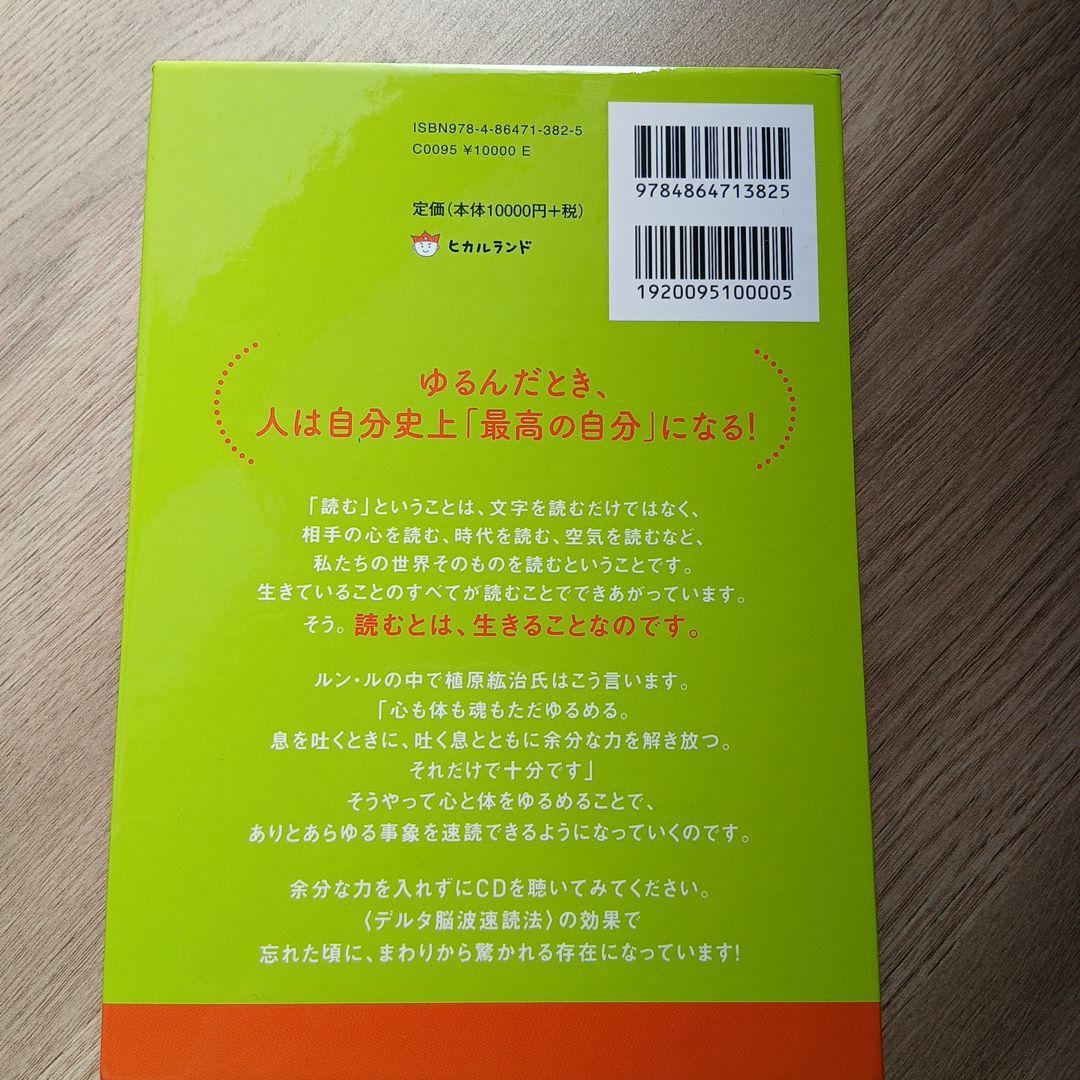 ISBN978-4-86471-382-5
C0095 ¥10000 E
定価(本体10000円+税)
ヒカルランド
9784864713825
1920095100005
ゆるんだとき、
人は自分史上「最高の自分」になる!
「読む」ということは、文字を読むだけではなく、
相手の心を読む、時代を読む、空気を読むなど、
私たちの世界そのものを読むということです。
生きていることのすべてが読むことでできあがっています。
そう。読むとは、生きることなのです。
ルン・ルの中で植原紘治氏はこう言います。
「心も体も魂もただゆるめる。
息を吐くときに、吐く息とともに余分な力を解き放つ。
それだけで十分です」
そうやって心と体をゆるめることで、
ありとあらゆる事象を速読できるようになっていくのです。
余分な力を入れずにCDを聴いてみてください。
〈デルタ脳波速読法〉の効果で
忘れた頃に、まわりから驚かれる存在になっています!